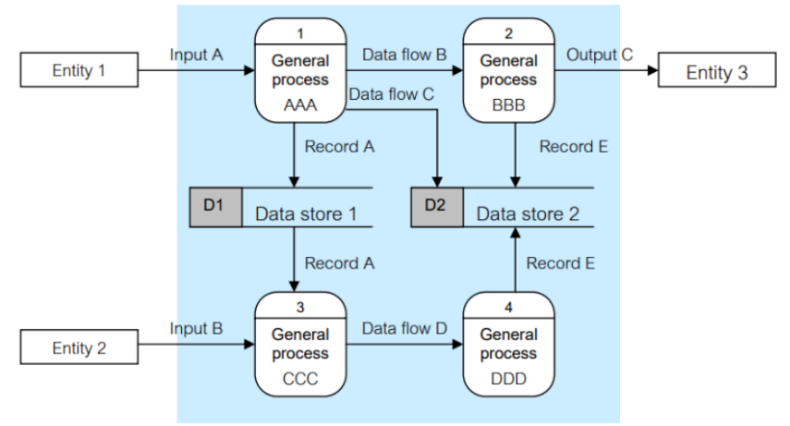 1
2
Input A
General
process
AAA
Data flow B
General
process
BBB
Output C
Entity 1
Entity 3
Data flow C
Record A
Record E
D1
Data store 1
D2
Data store 2
Record A
Record E
3
4
Input B
General
process
CCC
Data flow D
General
process
DDD
Entity 2